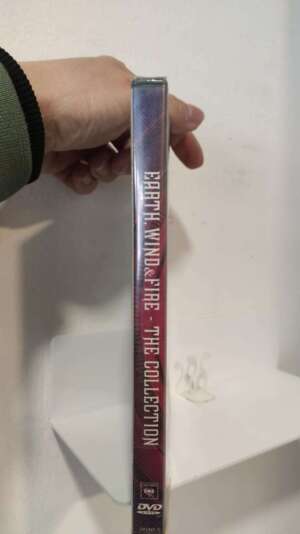 EARTH, WIND & FIRE - THE COLLECTION
DVD